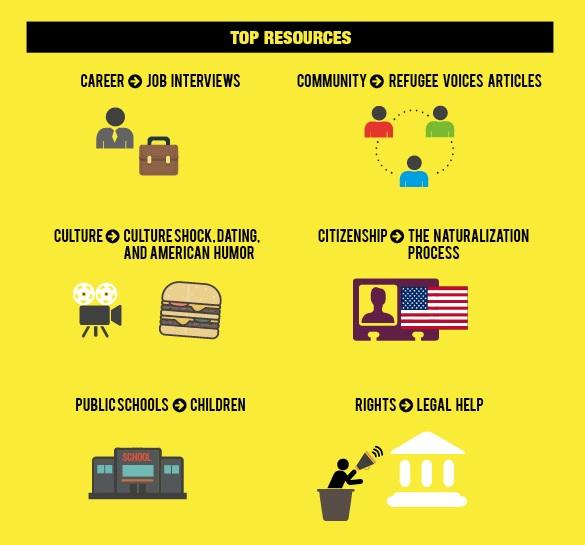 TOP RESOURCES
CAREER ➔ JOB INTERVIEWS
COMMUNITY ➔ REFUGEE VOICES ARTICLES
CULTURE ➔ CULTURE SHOCK, DATING,
AND AMERICAN HUMOR
CITIZENSHIP ➔ THE NATURALIZATION
PROCESS
PUBLIC SCHOOLS ➔ CHILDREN
SCHOOL
RIGHTS ➔ LEGAL HELP